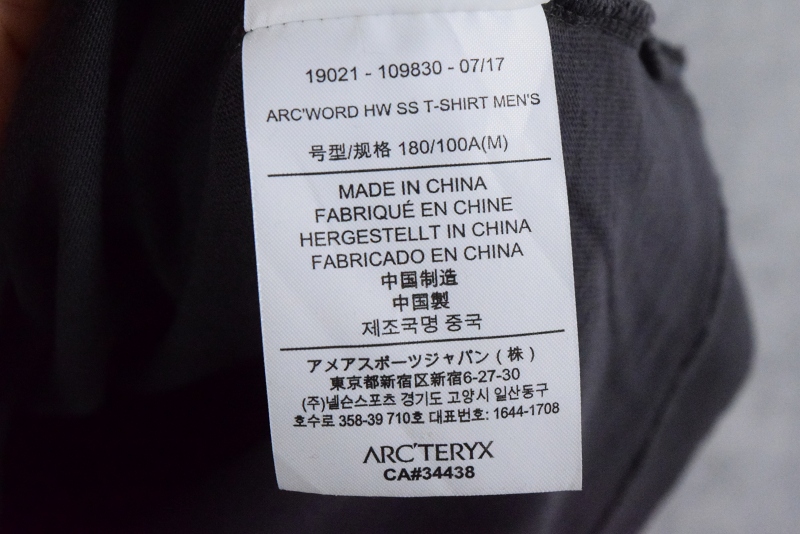 19021 - 109830 - 07/17
ARC'WORD HW SS T-SHIRT MEN'S
号型/规格 180/100A(M)
MADE IN CHINA
FABRIQUÉ EN CHINE
HERGESTELLT IN CHINA
FABRICADO EN CHINA
中国制造
中国製
제조국명 중국
アメアスポーツジャパン（株）
東京都新宿区新宿6-27-30
(주)넬슨스포츠 경기도 고양시 일산동구
호수로 358-39 710호 대표번호: 1644-1708
ARC'TERYX
CA#34438